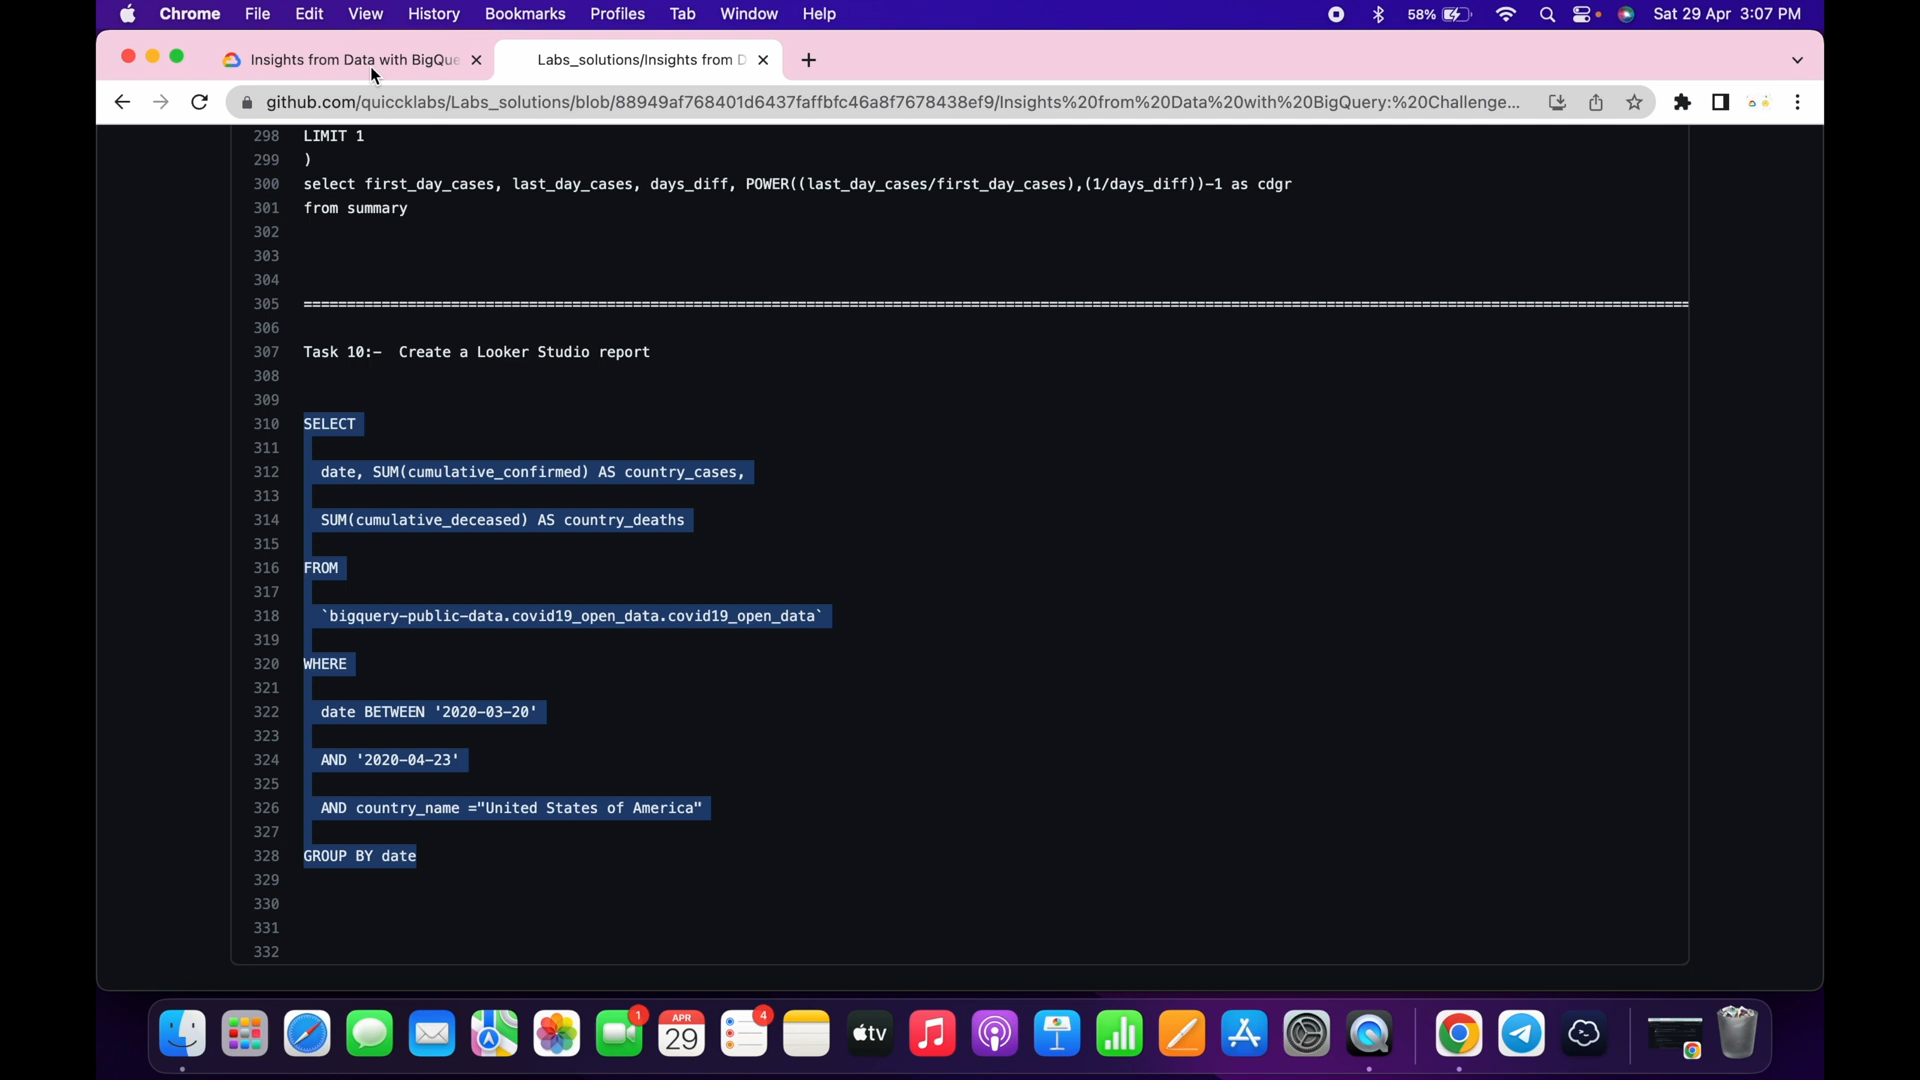 Chrome File Edit View History Bookmarks Profiles Tab Window Help 58% Sat 29 Apr 3:07 PM
Insights from Data with BigQue Labs_solutions/Insights from D
github.com/quiccklabs/Labs_solutions/blob/88949af768401d6437faffbfc46a8f7678438ef9/Insights%20from%20Data%20with%20BigQuery:%20Challenge...
298 LIMIT 1
299 )
300 select first_day_cases, last_day_cases, days_diff, POWER((last_day_cases/first_day_cases),(1/days_diff))-1 as cdgr
301 from summary
302
303
304
305 ================================================================================================================================================================
306
307 Task 10:- Create a Looker Studio report
308
309
310 SELECT
311
312 date, SUM(cumulative_confirmed) AS country_cases,
313
314 SUM(cumulative_deceased) AS country_deaths
315
316 FROM
317
318 `bigquery-public-data.covid19_open_data.covid19_open_data`
319
320 WHERE
321
322 date BETWEEN '2020-03-20'
323
324 AND '2020-04-23'
325
326 AND country_name ="United States of America"
327
328 GROUP BY date
329
330
331
332
1 APR 29 4 tv